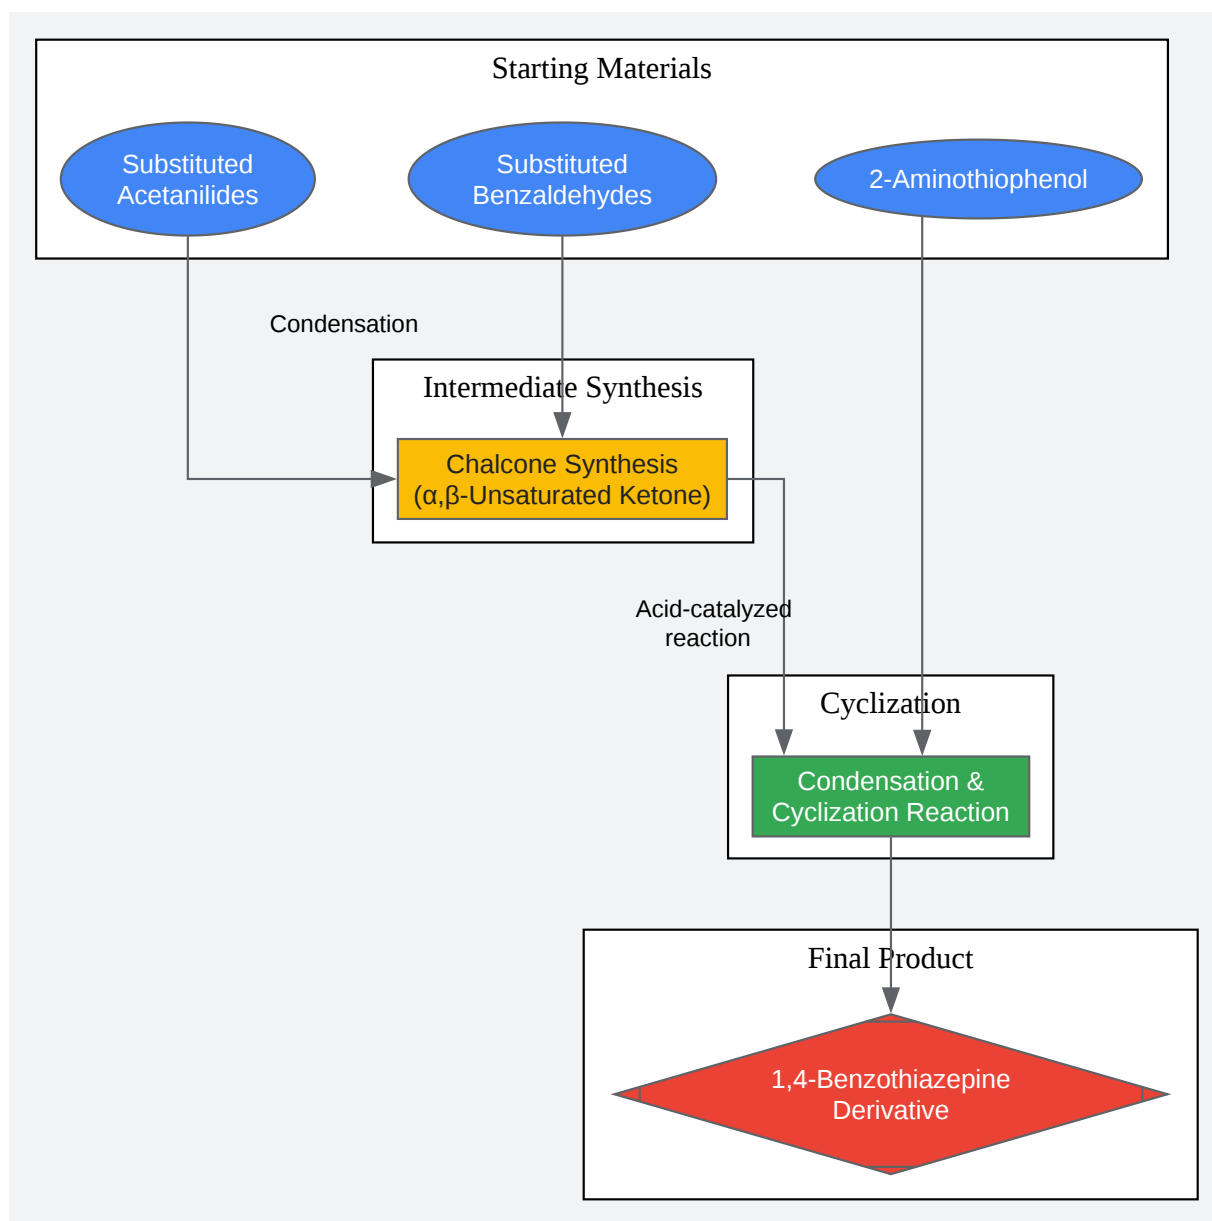 Starting Materials
Substituted
Acetanilides
Substituted
Benzaldehydes
2-Aminothiophenol
Condensation
Intermediate Synthesis
Chalcone Synthesis
(α,β-Unsaturated Ketone)
Acid-catalyzed
reaction
Cyclization
Condensation &
Cyclization Reaction
Final Product
1,4-Benzothiazepine
Derivative